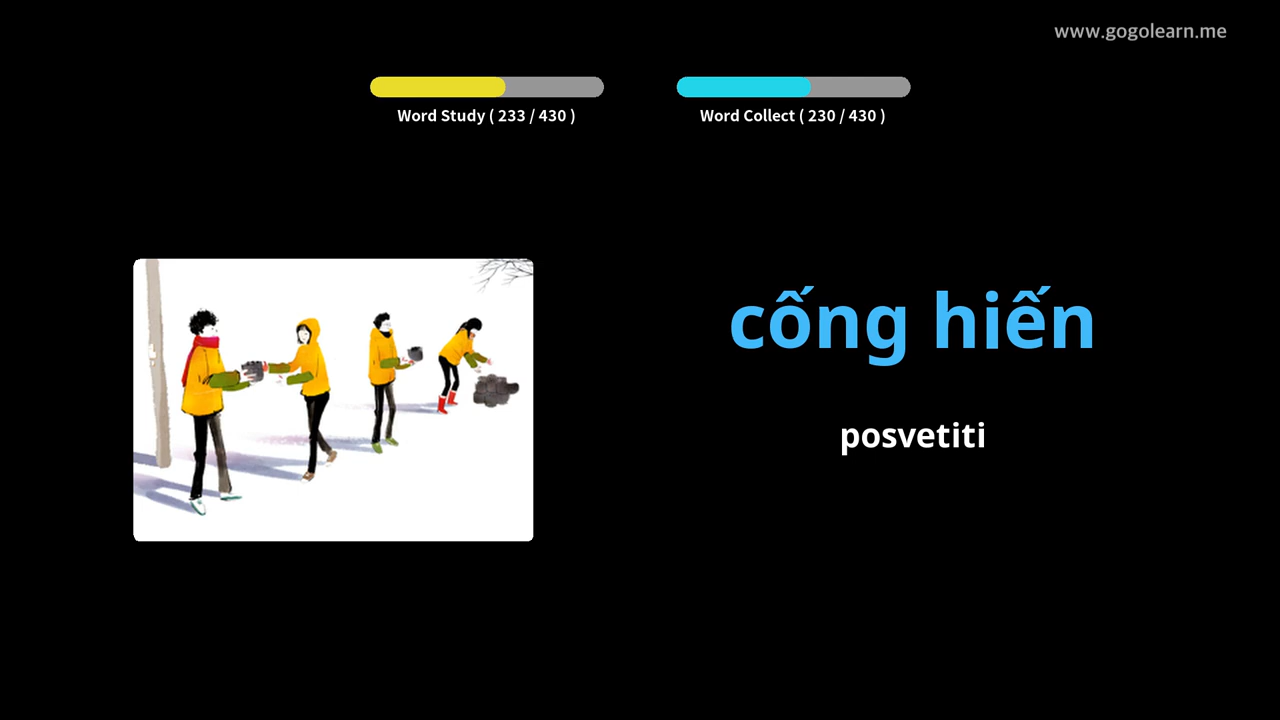 www.gogolearn.me
Word Study ( 233 / 430 )
Word Collect ( 230 / 430 )
cống hiến
posvetiti